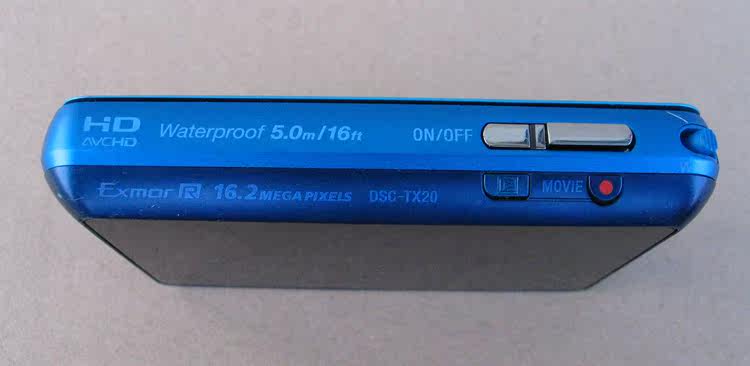 HD
AVCHD
Waterproof 5.0m/16ft
ON/OFF
Exmor R 16.2 MEGA PIXELS DSC-TX20
MOVIE